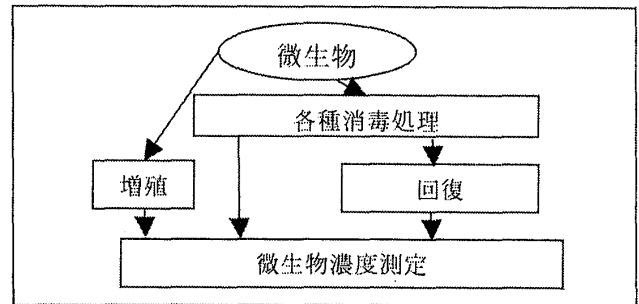 微生物
各種消毒処理
増殖
回復
微生物濃度測定